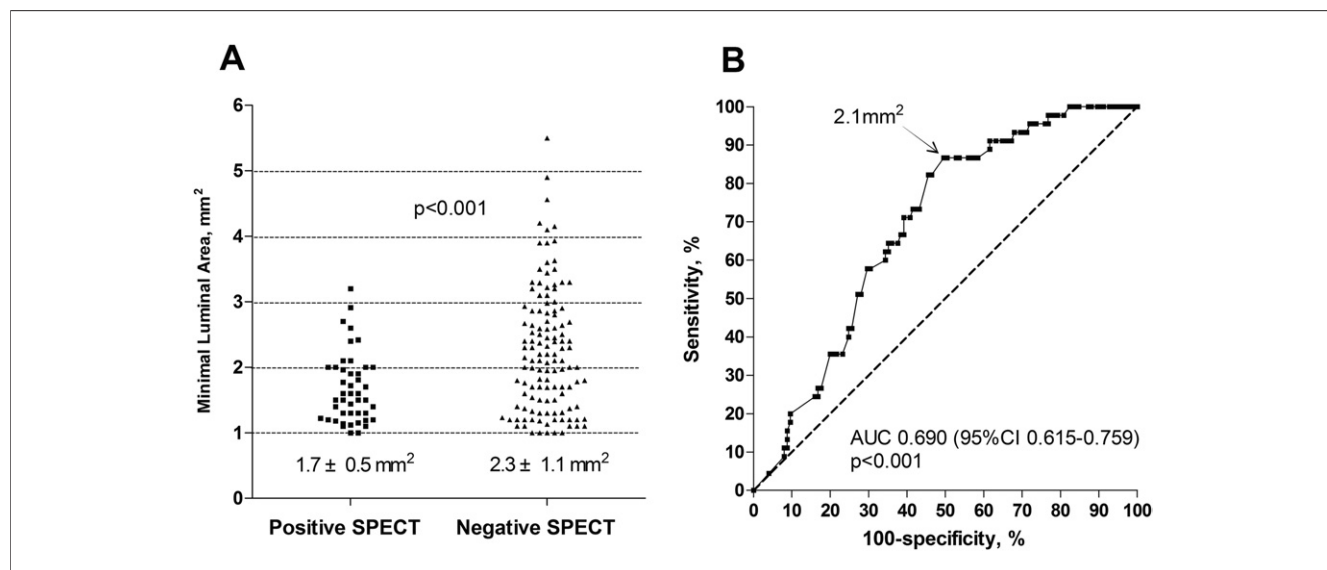 A
Minimal Luminal Area, mm²
6
5
4
3
2
1
0
p<0.001
1.7 ± 0.5 mm²
2.3 ± 1.1 mm²
Positive SPECT
Negative SPECT
B
Sensitivity, %
100
90
80
70
60
50
40
30
20
10
0
2.1mm²
AUC 0.690 (95%CI 0.615-0.759)
p<0.001
0 10 20 30 40 50 60 70 80 90 100
100-specificity, %